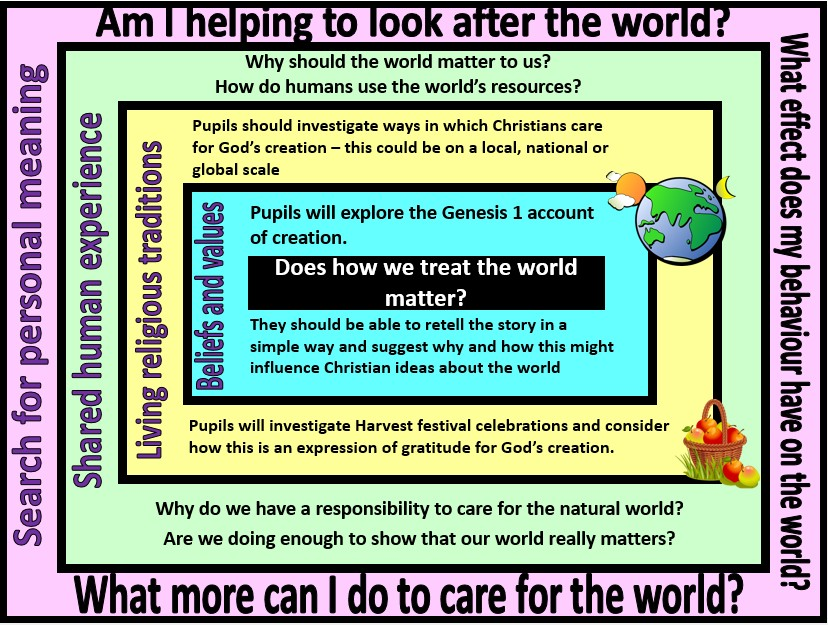 Am I helping to look after the world?
Search for personal meaning
What effect does my behaviour have on the world?
Shared human experience
Why should the world matter to us?
How do humans use the world's resources?
Living religious traditions
Pupils should investigate ways in which Christians care
for God's creation – this could be on a local, national or
global scale
Beliefs and values
Pupils will explore the Genesis 1 account
of creation.
Does how we treat the world
matter?
They should be able to retell the story in a
simple way and suggest why and how this might
influence Christian ideas about the world
Pupils will investigate Harvest festival celebrations and consider
how this is an expression of gratitude for God's creation.
Why do we have a responsibility to care for the natural world?
Are we doing enough to show that our world really matters?
What more can I do to care for the world?